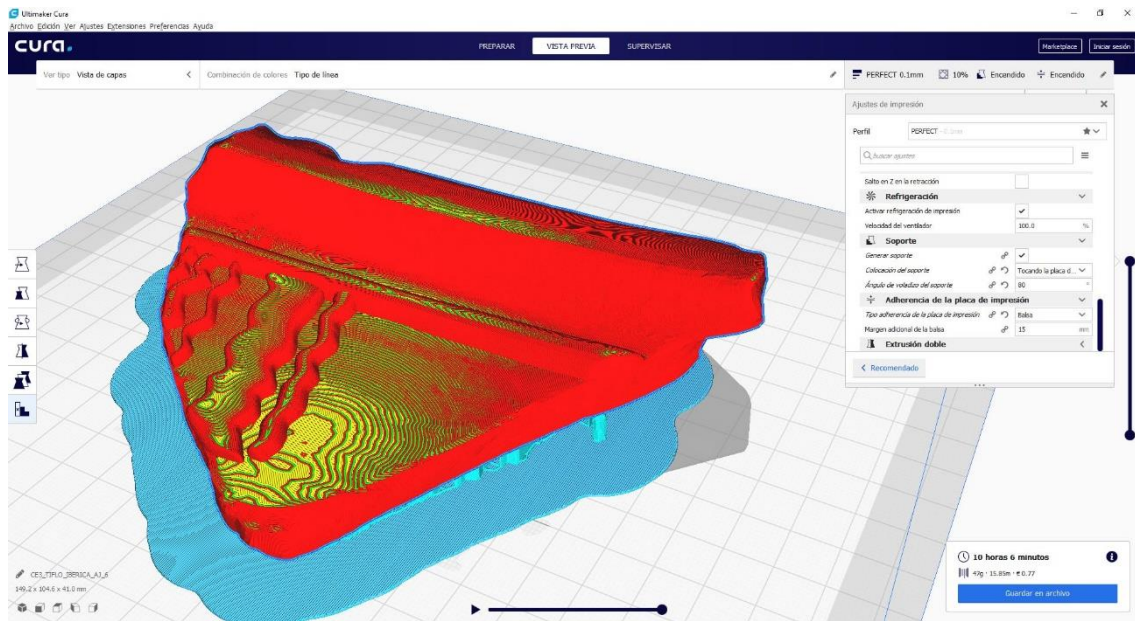 Ultimaker Cura
Archivo Edición Ver Ajustes Extensiones Preferencias Ayuda
cura.
PREPARAR
VISTA PREVIA
SUPERVISAR
Marketplace
Iniciar sesión
Ver tipo Vista de capas
Combinación de colores Tipo de línea
PERFECT 0.1mm 10% Encendido Encendido
Ajustes de impresión
Perfil PERFECT - 0.1mm
buscar ajustes
Salto en Z en la retracción
Refrigeración
Activar refrigeración de impresión
Velocidad del ventilador 100.0 %
Soporte
Generar soporte
Colocación del soporte Tocando la placa d...
Ángulo de voladizo del soporte 80 °
Adherencia de la placa de impresión
Tipo adherencia de la placa de impresión Balsa
Margen adicional de la balsa 15 mm
Extrusión doble
Recomendado
10 horas 6 minutos
47g · 15.85m · € 0.77
Guardar en archivo
CE3_TIFLO_IBERICA_A1_6
149.2 x 104.6 x 41.0 mm